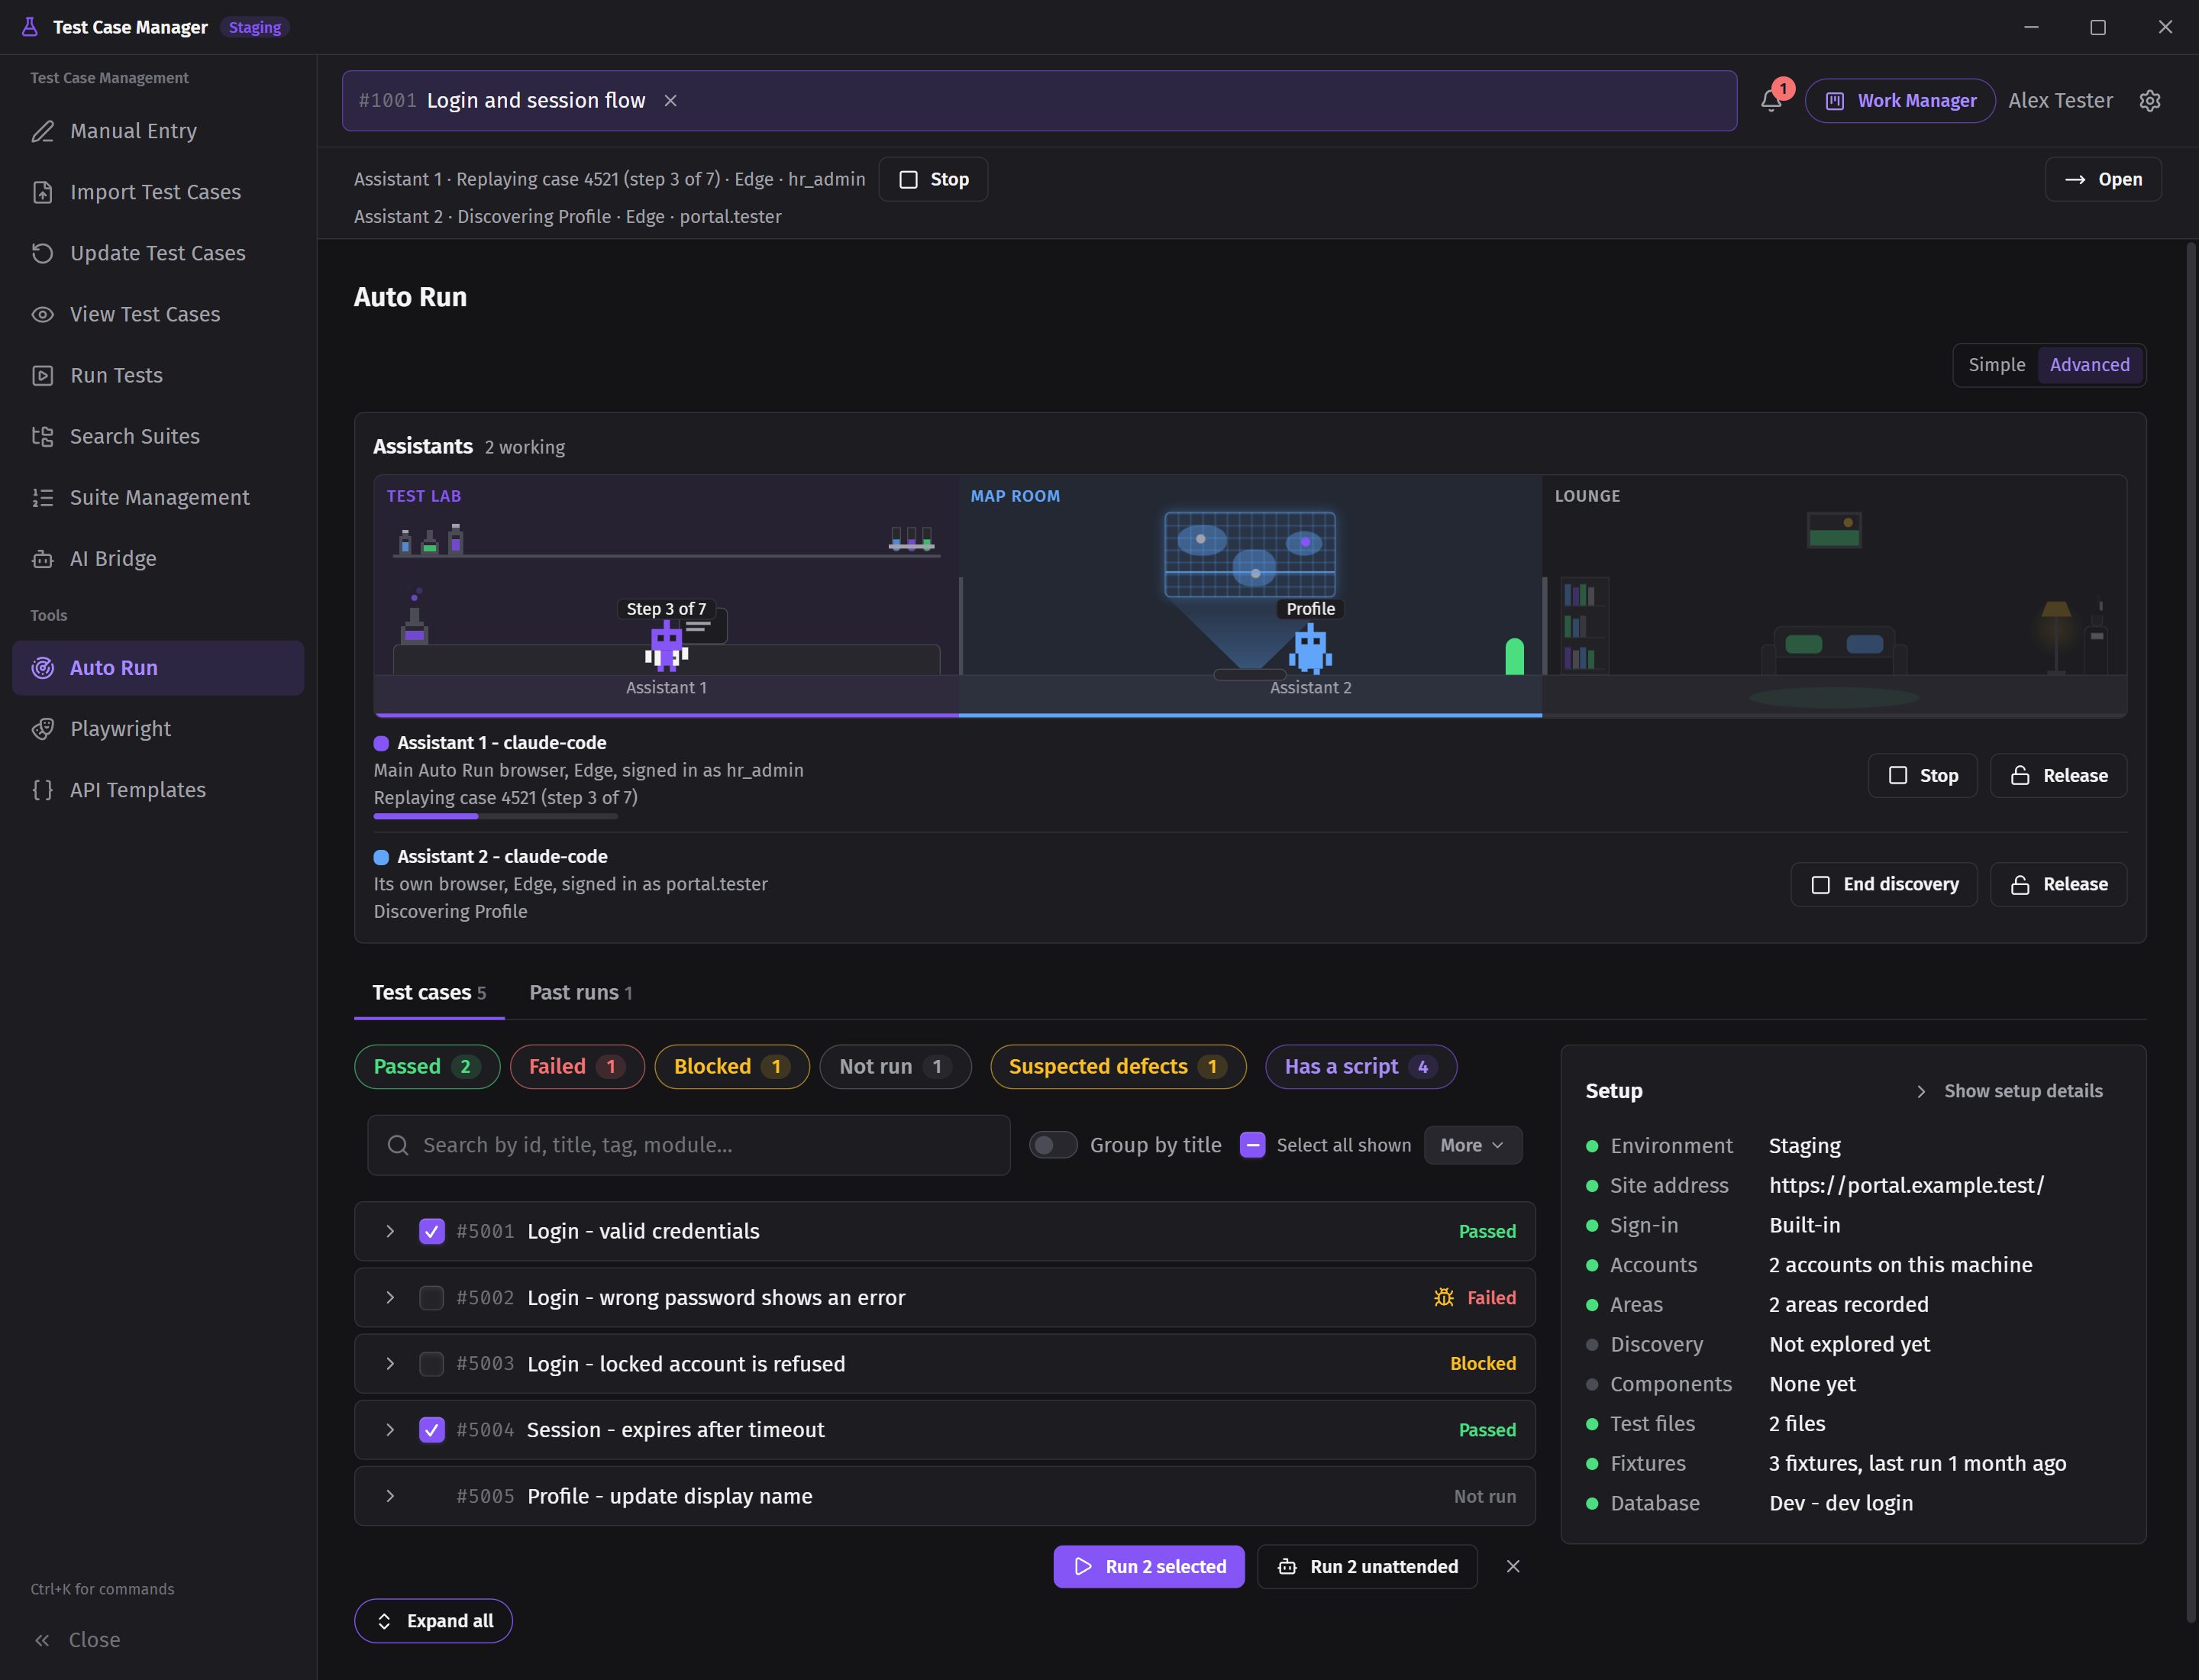 Test Case Manager Staging
Test Case Management
Manual Entry
Import Test Cases
Update Test Cases
View Test Cases
Run Tests
Search Suites
Suite Management
AI Bridge
Tools
Auto Run
Playwright
API Templates
Ctrl+K for commands
Close
#1001 Login and session flow
1
Work Manager
Alex Tester
Assistant 1 · Replaying case 4521 (step 3 of 7) · Edge · hr_admin
Stop
Open
Assistant 2 · Discovering Profile · Edge · portal.tester
Auto Run
Simple Advanced
Assistants 2 working
TEST LAB
MAP ROOM
LOUNGE
Step 3 of 7
Profile
Assistant 1
Assistant 2
Assistant 1 - claude-code
Main Auto Run browser, Edge, signed in as hr_admin
Replaying case 4521 (step 3 of 7)
Stop
Release
Assistant 2 - claude-code
Its own browser, Edge, signed in as portal.tester
Discovering Profile
End discovery
Release
Test cases 5
Past runs 1
Passed 2
Failed 1
Blocked 1
Not run 1
Suspected defects 1
Has a script 4
Search by id, title, tag, module...
Group by title
Select all shown
More
#5001 Login - valid credentials Passed
#5002 Login - wrong password shows an error Failed
#5003 Login - locked account is refused Blocked
#5004 Session - expires after timeout Passed
#5005 Profile - update display name Not run
Run 2 selected
Run 2 unattended
Expand all
Setup
Show setup details
Environment Staging
Site address https://portal.example.test/
Sign-in Built-in
Accounts 2 accounts on this machine
Areas 2 areas recorded
Discovery Not explored yet
Components None yet
Test files 2 files
Fixtures 3 fixtures, last run 1 month ago
Database Dev - dev login